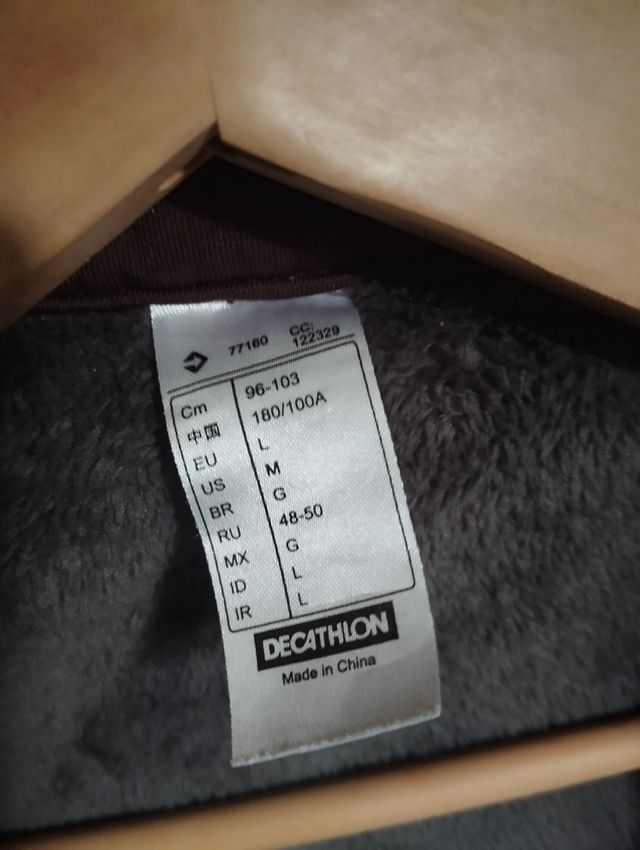 77160 CC: 122329
Cm 96-103
中国 180/100A
EU L
US M
BR G
RU 48-50
MX G
ID L
IR L
DECATHLON
Made in China